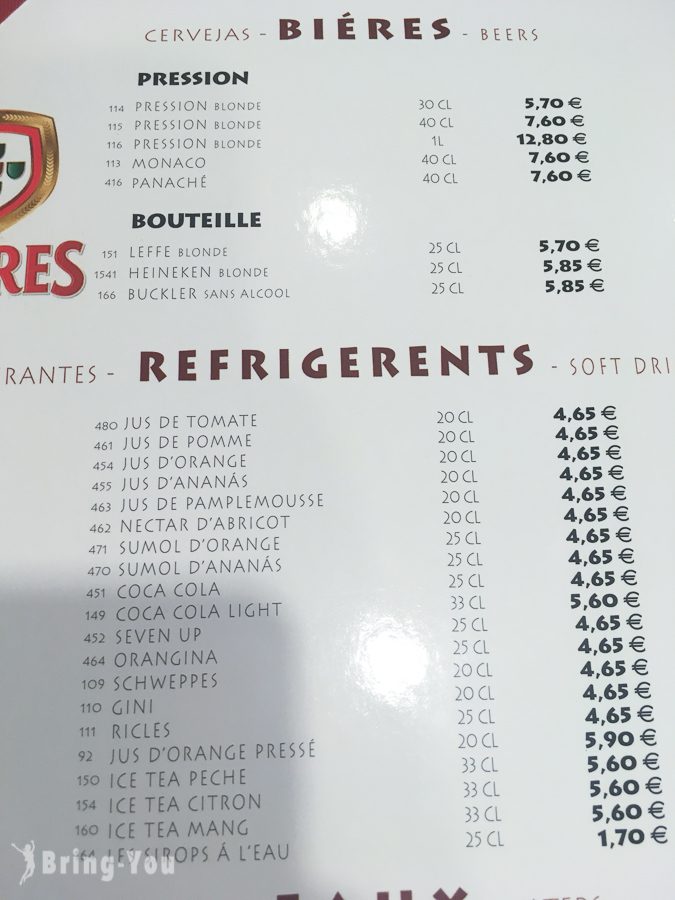 CERVEJAS - BIÉRES - BEERS
PRESSION
114 PRESSION BLONDE 30 CL 5,70 €
115 PRESSION BLONDE 40 CL 7,60 €
116 PRESSION BLONDE 1L 12,80 €
113 MONACO 40 CL 7,60 €
416 PANACHÉ 40 CL 7,60 €
BOUTEILLE
151 LEFFE BLONDE 25 CL 5,70 €
1541 HEINEKEN BLONDE 25 CL 5,85 €
166 BUCKLER SANS ALCOOL 25 CL 5,85 €
RES
RANTES - REFRIGERENTS - SOFT DRI
480 JUS DE TOMATE 20 CL 4,65 €
461 JUS DE POMME 20 CL 4,65 €
454 JUS D'ORANGE 20 CL 4,65 €
455 JUS D'ANANÁS 20 CL 4,65 €
463 JUS DE PAMPLEMOUSSE 20 CL 4,65 €
462 NECTAR D'ABRICOT 20 CL 4,65 €
471 SUMOL D'ORANGE 25 CL 4,65 €
470 SUMOL D'ANANÁS 25 CL 4,65 €
451 COCA COLA 25 CL 4,65 €
149 COCA COLA LIGHT 33 CL 5,60 €
452 SEVEN UP 25 CL 4,65 €
464 ORANGINA 25 CL 4,65 €
109 SCHWEPPES 20 CL 4,65 €
110 GINI 20 CL 4,65 €
111 RICLES 25 CL 4,65 €
92 JUS D'ORANGE PRESSÉ 20 CL 5,90 €
150 ICE TEA PECHE 33 CL 5,60 €
154 ICE TEA CITRON 33 CL 5,60 €
160 ICE TEA MANG 33 CL 5,60 €
LES SIROPS Á L'EAU 25 CL 1,70 €
Bring-You